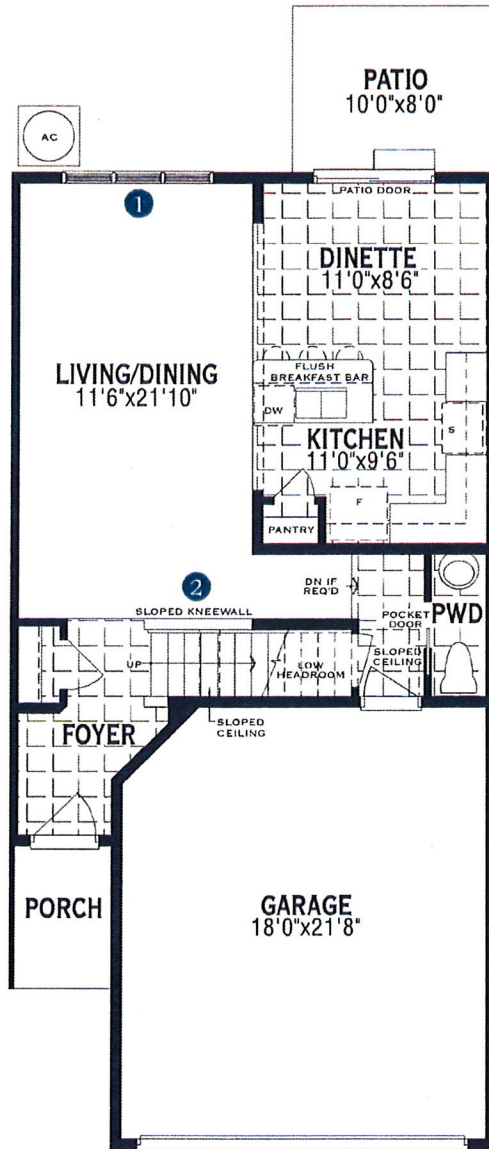 PATIO
10'0"x8'0"
AC
PATIO DOOR
1
DINETTE
11'0"x8'6"
FLUSH
BREAKFAST BAR
LIVING/DINING
11'6"x21'10"
DW
S
KITCHEN
11'0"x9'6"
F
PANTRY
2
SLOPED KNEEWALL
DN IF
REQ'D
POCKET
DOOR
PWD
SLOPED
CEILING
UP
LOW
HEADROOM
SLOPED
CEILING
FOYER
PORCH
GARAGE
18'0"x21'8"